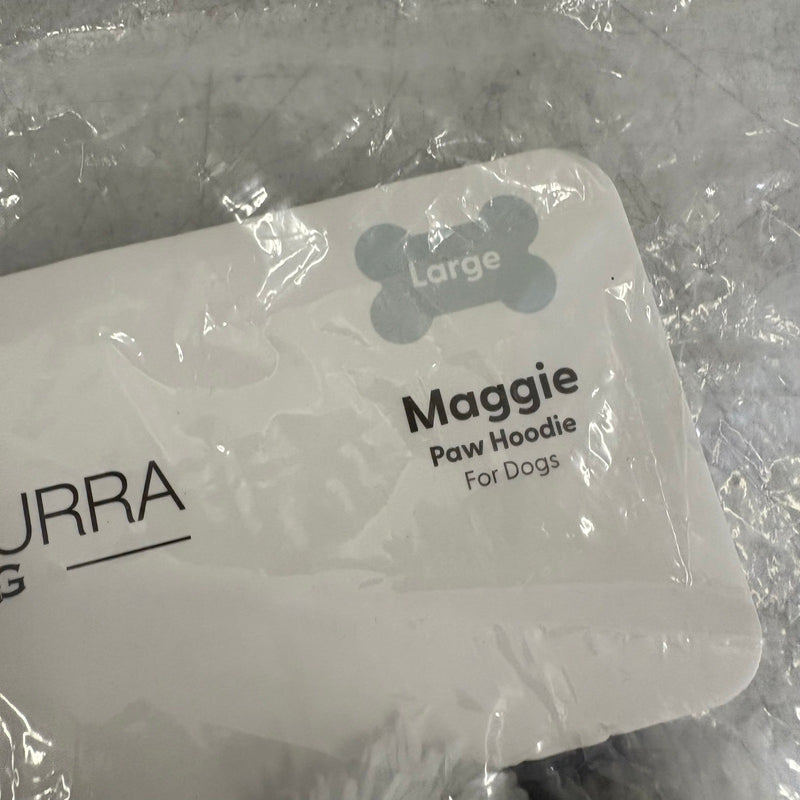 Large
Maggie
Paw Hoodie
For Dogs
URRA
G